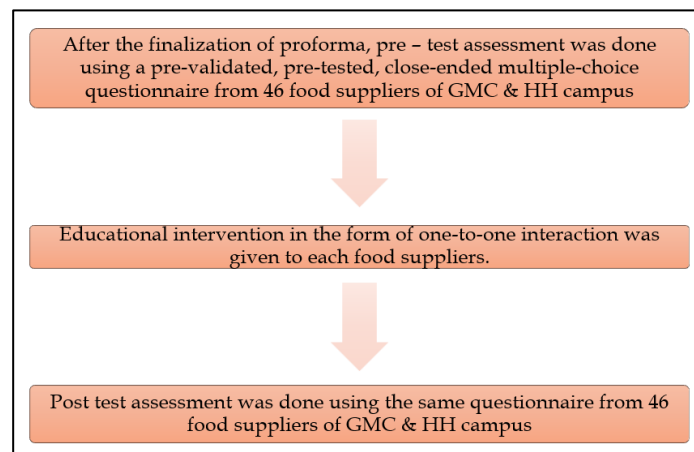 After the finalization of proforma, pre – test assessment was done
using a pre-validated, pre-tested, close-ended multiple-choice
questionnaire from 46 food suppliers of GMC & HH campus
Educational intervention in the form of one-to-one interaction was
given to each food suppliers.
Post test assessment was done using the same questionnaire from 46
food suppliers of GMC & HH campus